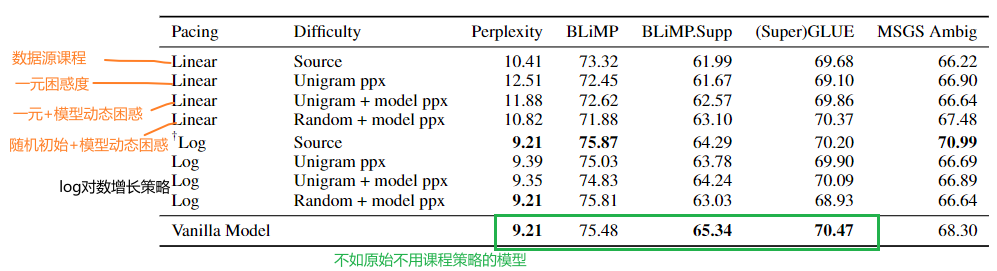 Pacing Difficulty Perplexity BLiMP BLiMP.Supp (Super)GLUE MSGS Ambig
数据源课程 Linear Source 10.41 73.32 61.99 69.68 66.22
一元困惑度 Linear Unigram ppx 12.51 72.45 61.67 69.10 66.90
一元+模型动态困惑 Linear Unigram + model ppx 11.88 72.62 62.57 69.86 66.64
随机初始+模型动态困惑 Linear Random + model ppx 10.82 71.88 63.10 70.37 67.48
†Log Source 9.21 75.87 64.29 70.20 70.99
Log Unigram ppx 9.39 75.03 63.78 69.90 66.69
log对数增长策略 Log Unigram + model ppx 9.35 74.83 64.24 70.09 66.89
Log Random + model ppx 9.21 75.81 63.03 68.93 66.64
Vanilla Model 9.21 75.48 65.34 70.47 68.30
不如原始不用课程策略的模型